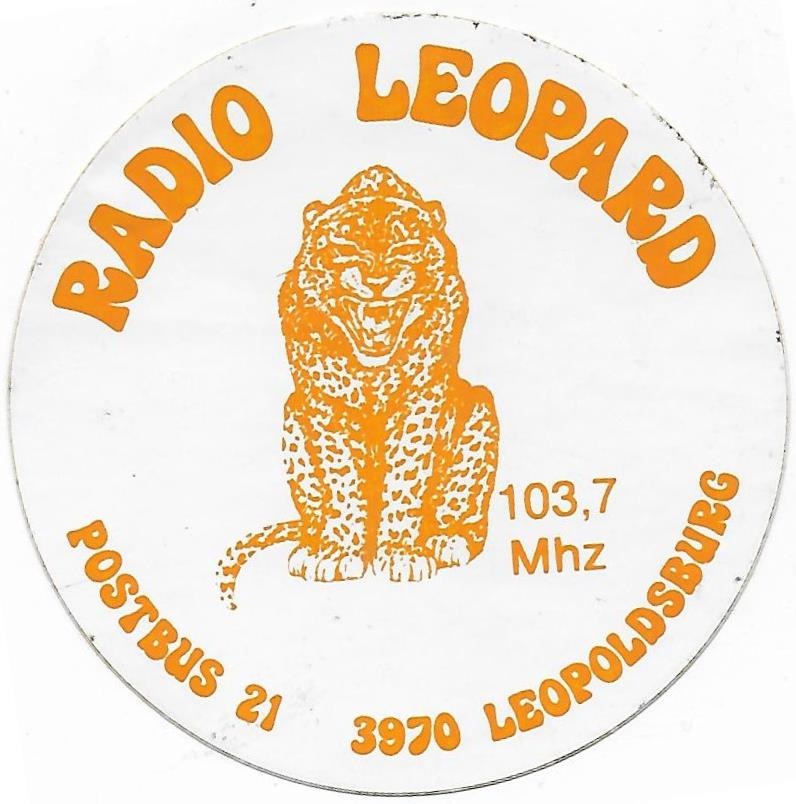 RADIO LEOPARD
103,7
Mhz
POSTBUS 21 3970 LEOPOLDSBURG